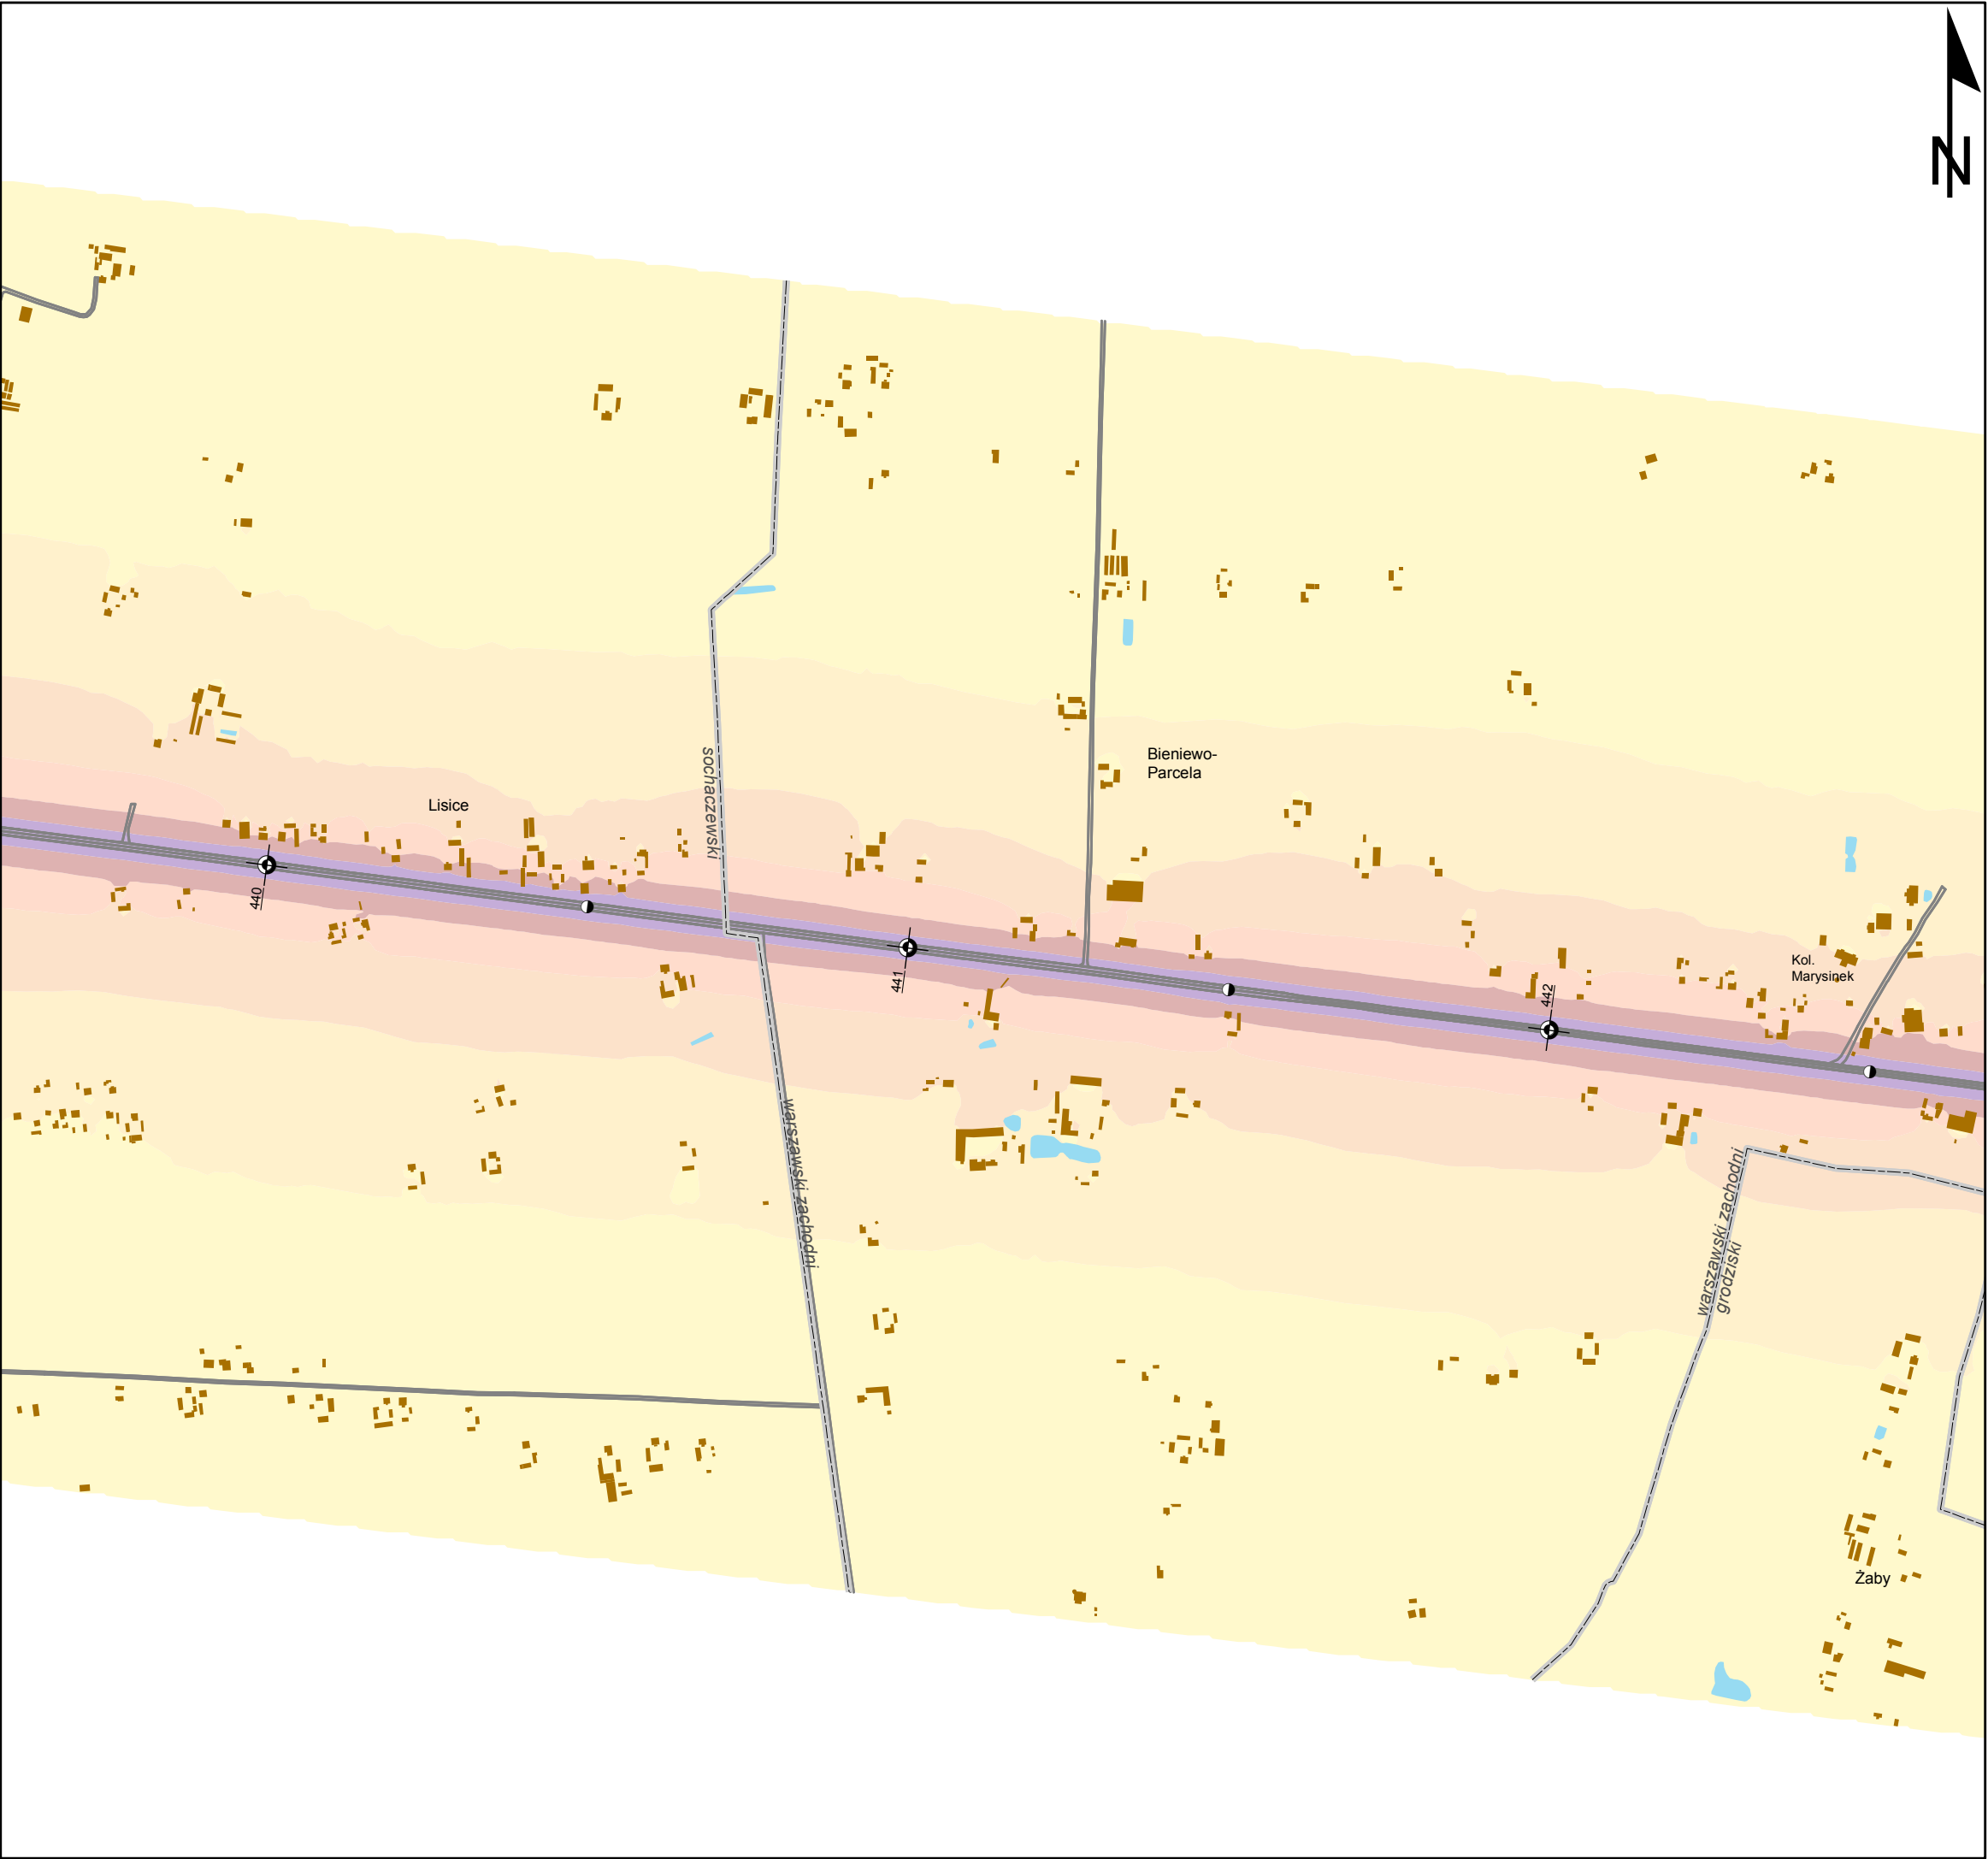 N
sochaczewski
Bieniewo-
Parcela
Lisice
440
441
Kol.
Marysinek
442
warszawski zachodni
warszawski zachodni
grodziski
Żaby